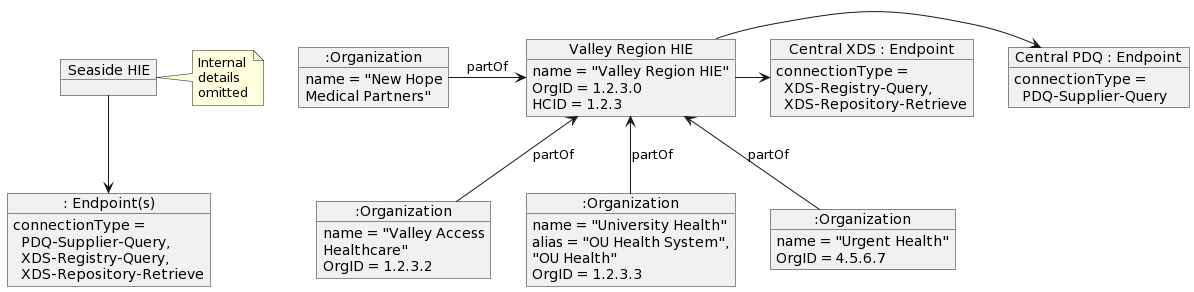 Seaside HIE
Internal
details
omitted
:Organization
name = "New Hope
Medical Partners"
partOf
Valley Region HIE
name = "Valley Region HIE"
OrgID = 1.2.3.0
HCID = 1.2.3
Central XDS : Endpoint
connectionType =
XDS-Registry-Query,
XDS-Repository-Retrieve
Central PDQ : Endpoint
connectionType =
PDQ-Supplier-Query
partOf
partOf
partOf
: Endpoint(s)
connectionType =
PDQ-Supplier-Query,
XDS-Registry-Query,
XDS-Repository-Retrieve
:Organization
name = "Valley Access
Healthcare"
OrgID = 1.2.3.2
:Organization
name = "University Health"
alias = "OU Health System",
"OU Health"
OrgID = 1.2.3.3
:Organization
name = "Urgent Health"
OrgID = 4.5.6.7